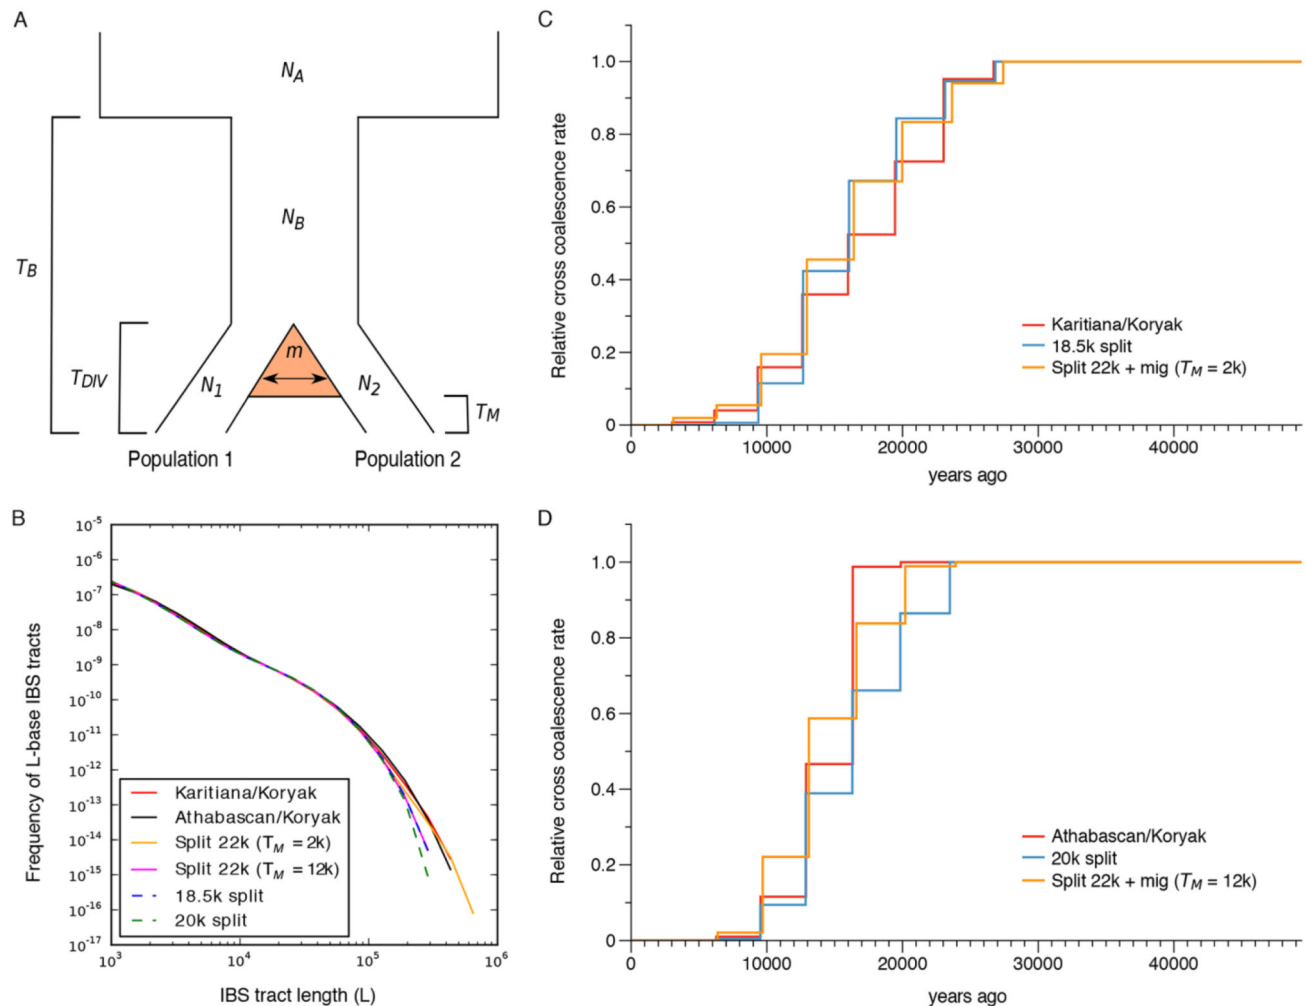 A
N_A
N_B
T_B
T_DIV
m
N_1
N_2
T_M
Population 1
Population 2
B
Frequency of L-base IBS tracts
10^-5
10^-6
10^-7
10^-8
10^-9
10^-10
10^-11
10^-12
10^-13
10^-14
10^-15
10^-16
10^-17
Karitiana/Koryak
Athabascan/Koryak
Split 22k (T_M = 2k)
Split 22k (T_M = 12k)
18.5k split
20k split
10^3
10^4
10^5
10^6
IBS tract length (L)
C
Relative cross coalescence rate
1.0
0.8
0.6
0.4
0.2
0
Karitiana/Koryak
18.5k split
Split 22k + mig (T_M = 2k)
0
10000
20000
30000
40000
years ago
D
Relative cross coalescence rate
1.0
0.8
0.6
0.4
0.2
0
Athabascan/Koryak
20k split
Split 22k + mig (T_M = 12k)
0
10000
20000
30000
40000
years ago